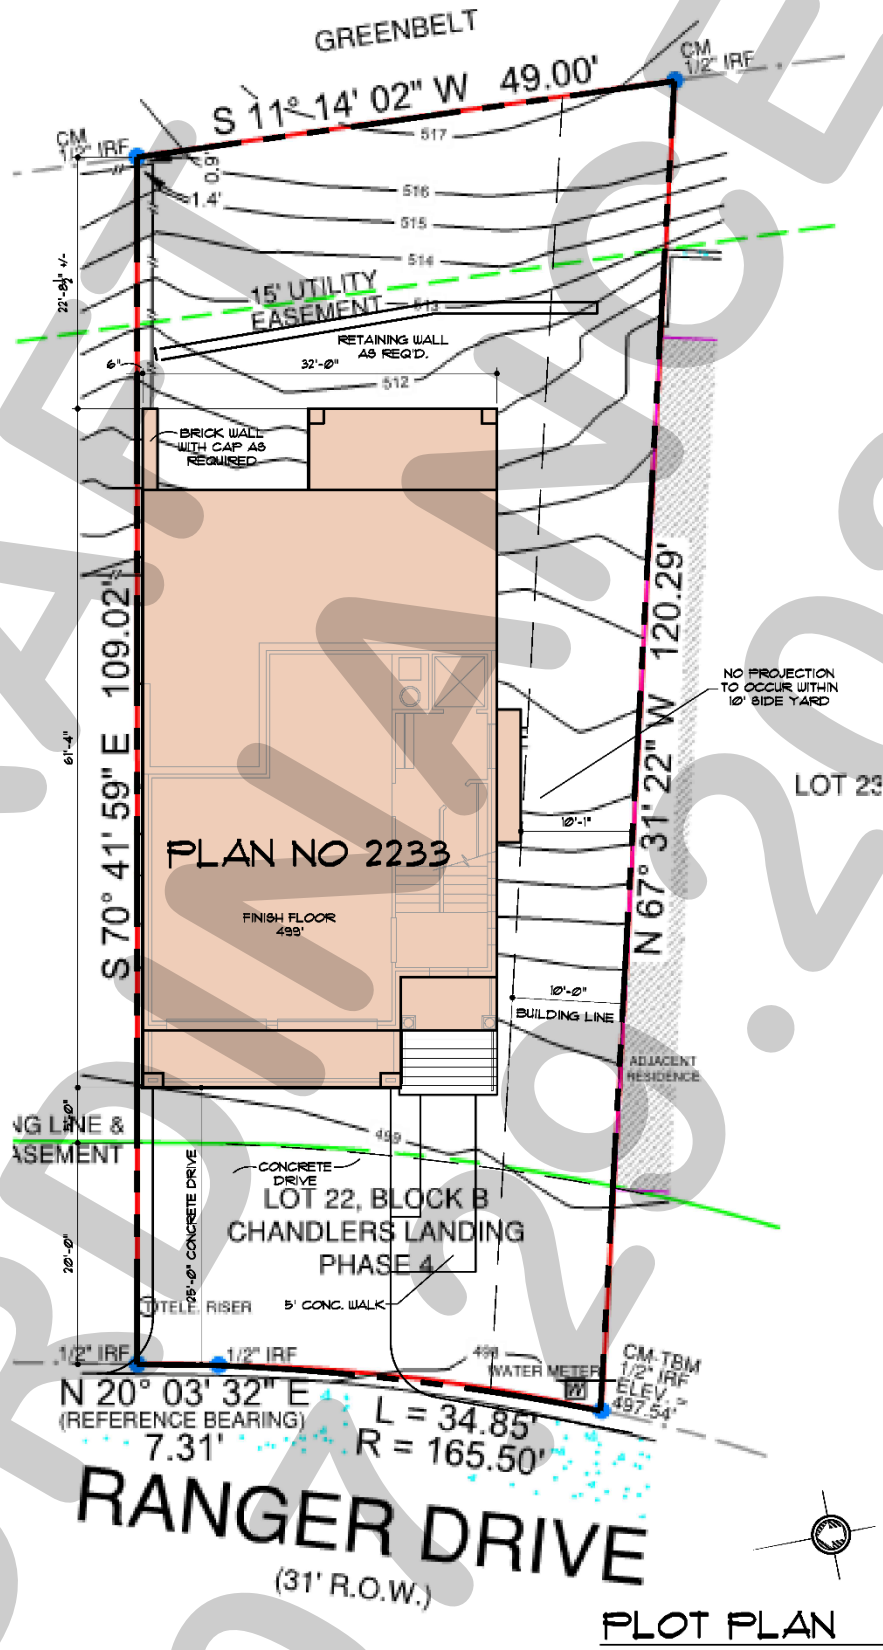 GREENBELT
S 11° 14' 02" W 49.00'
CM
1/2" IRF
CM
1/2" IRF
0.9'
1.4'
517
516
515
514
513
512
15' UTILITY
EASEMENT
RETAINING WALL
AS REQ'D.
6"
32'-0"
BRICK WALL
WITH CAP AS
REQUIRED
S 70° 41' 59" E 109.02'
61'-4"
N 67° 31' 22" W 120.29'
NO PROJECTION
TO OCCUR WITHIN
10' SIDE YARD
LOT 23
10'-1"
PLAN NO 2233
FINISH FLOOR
499'
10'-0"
BUILDING LINE
ADJACENT
RESIDENCE
499
NG LINE &
ASEMENT
CONCRETE
DRIVE
25'-0" CONCRETE DRIVE
20'-0"
LOT 22, BLOCK B
CHANDLERS LANDING
PHASE 4
5' CONC. WALK
TELE. RISER
1/2" IRF
1/2" IRF
498
WATER METER
W
CM-TBM
1/2" IRF
ELEV. =
497.54'
N 20° 03' 32" E
(REFERENCE BEARING)
7.31'
L = 34.85'
R = 165.50'
RANGER DRIVE
(31' R.O.W.)
PLOT PLAN